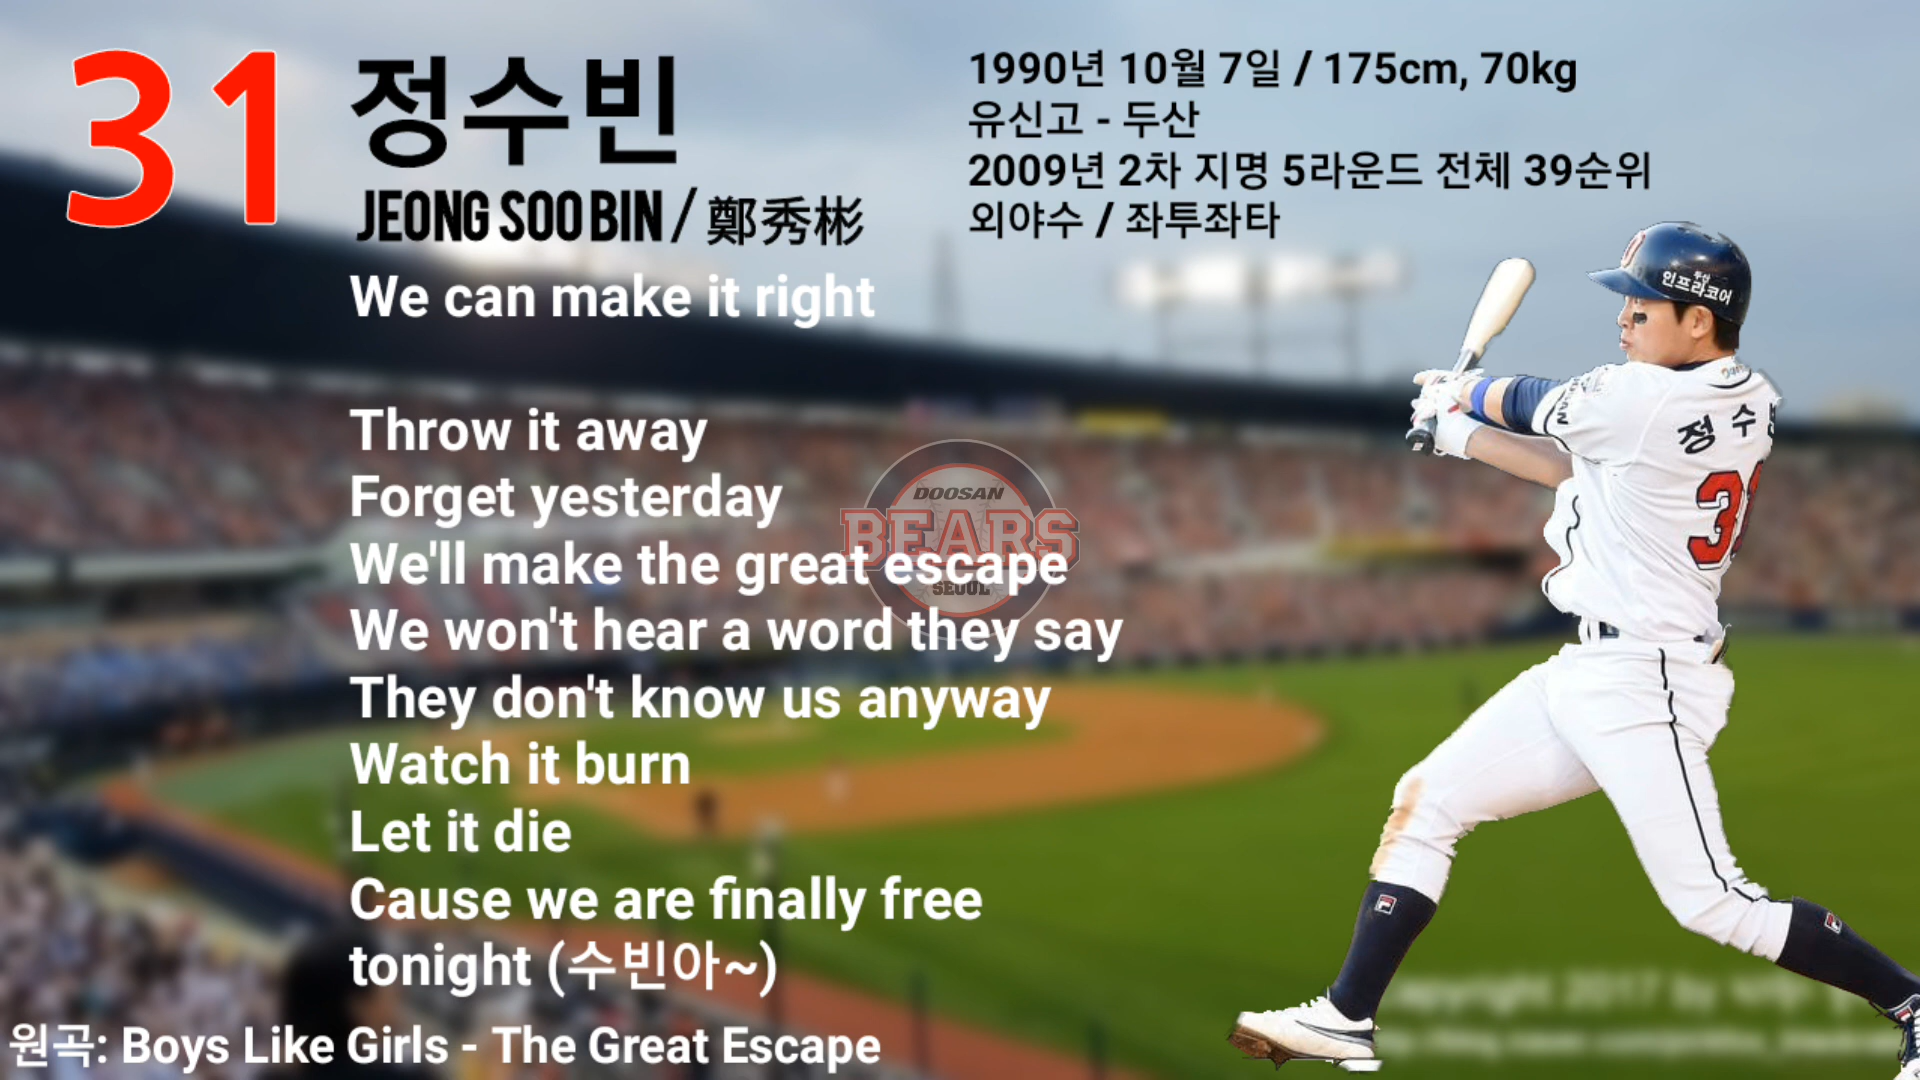 31
정수빈
JEONG SOO BIN / 鄭秀彬
1990년 10월 7일 / 175cm, 70kg
유신고 - 두산
2009년 2차 지명 5라운드 전체 39순위
외야수 / 좌투좌타
We can make it right
Throw it away
Forget yesterday
We'll make the great escape
We won't hear a word they say
They don't know us anyway
Watch it burn
Let it die
Cause we are finally free
tonight (수빈아~)
원곡: Boys Like Girls - The Great Escape
DOOSAN
BEARS
SEOUL
두산
인프라코어
정수
31